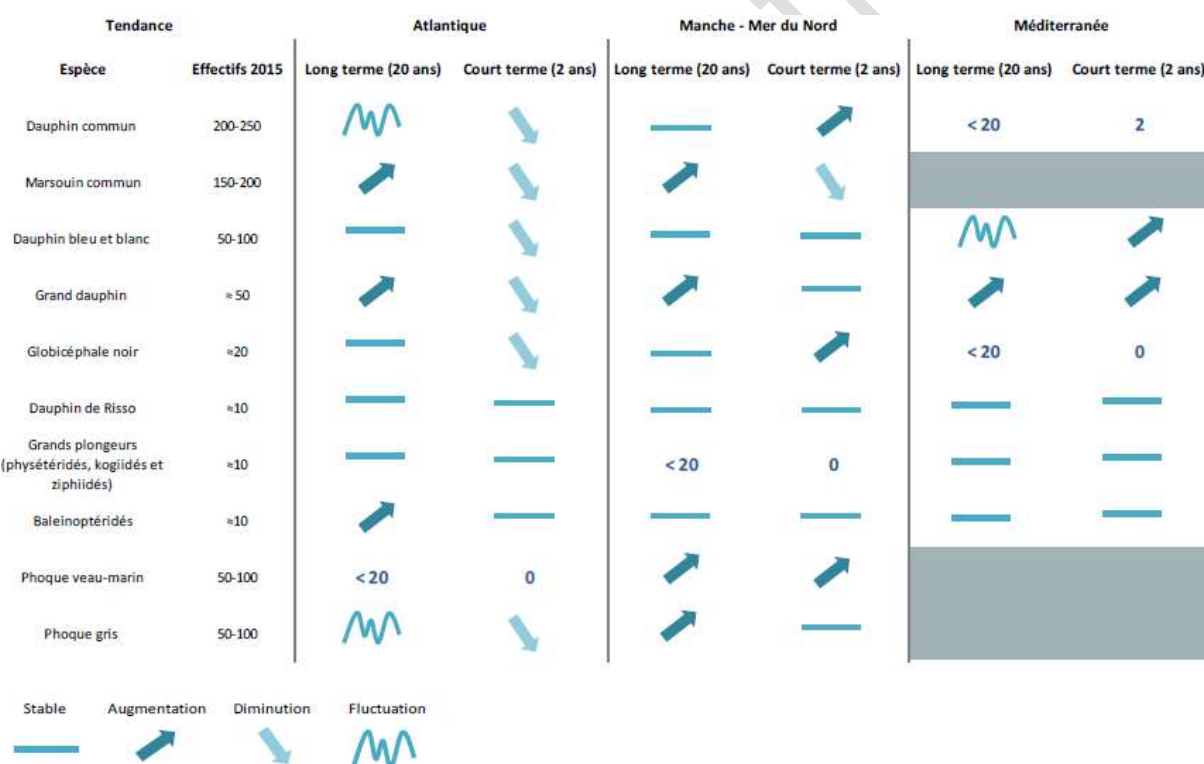 Tendance Atlantique Manche - Mer du Nord Méditerranée
Espèce Effectifs 2015 Long terme (20 ans) Court terme (2 ans) Long terme (20 ans) Court terme (2 ans) Long terme (20 ans) Court terme (2 ans)
Dauphin commun 200-250 < 20 2
Marsouin commun 150-200
Dauphin bleu et blanc 50-100
Grand dauphin ≈ 50
Globicéphale noir ≈20 < 20 0
Dauphin de Risso ≈10
Grands plongeurs
(physétéridés, kogiidés et ≈10 < 20 0
ziphiidés)
Baleinoptéridés ≈10
Phoque veau-marin 50-100 < 20 0
Phoque gris 50-100
Stable Augmentation Diminution Fluctuation